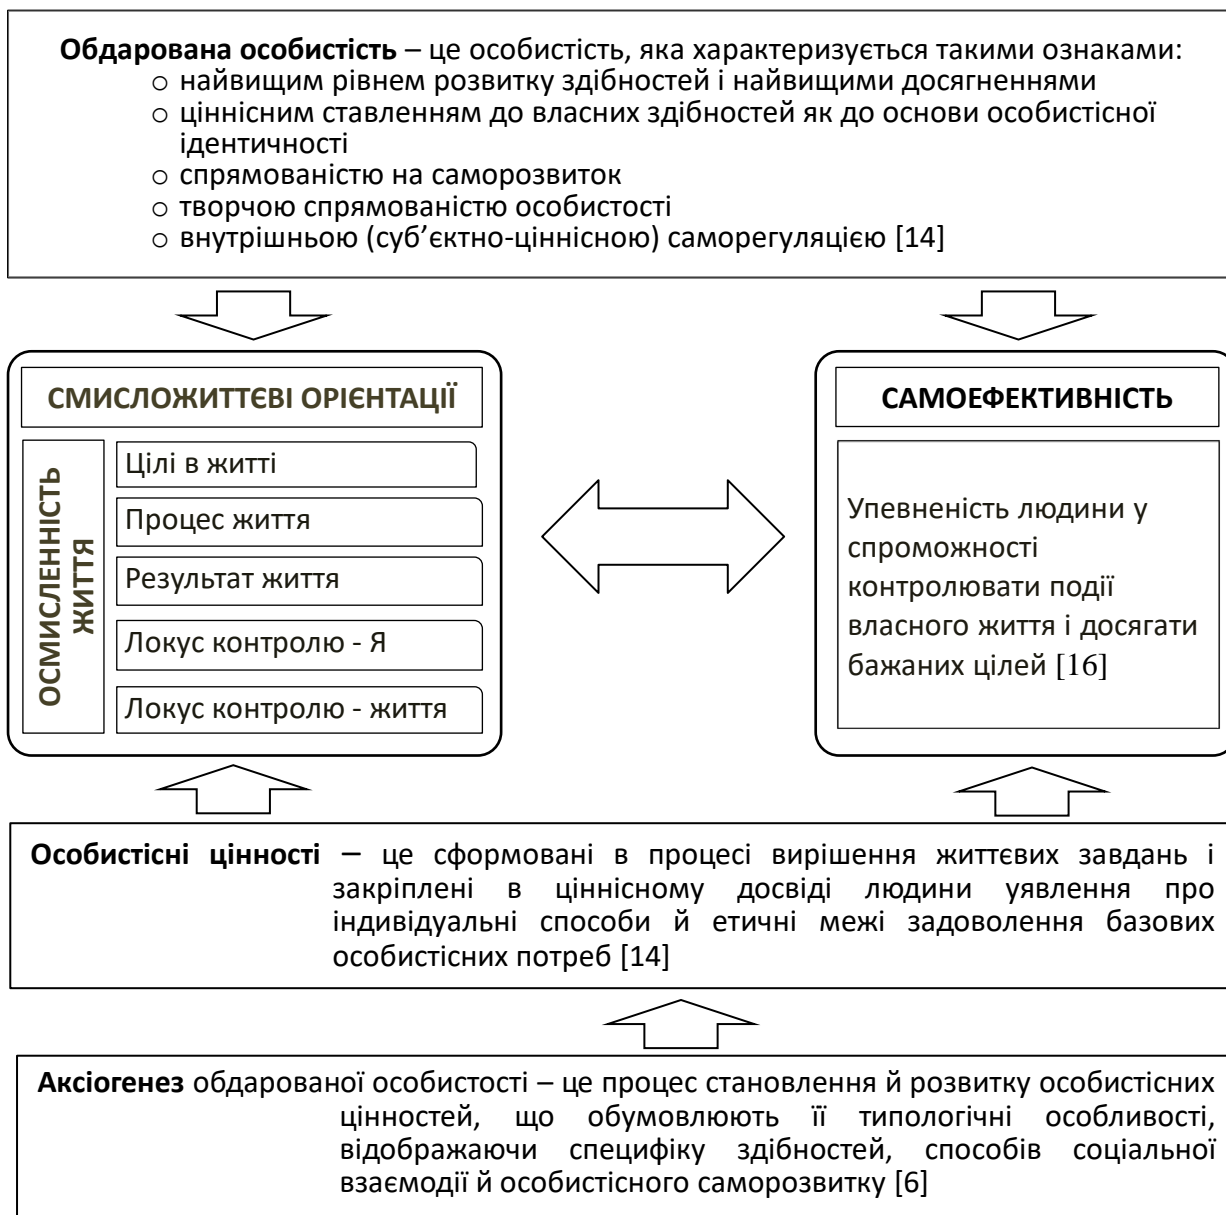 Обдарована особистість – це особистість, яка характеризується такими ознаками:
○ найвищим рівнем розвитку здібностей і найвищими досягненнями
○ ціннісним ставленням до власних здібностей як до основи особистісної
ідентичності
○ спрямованістю на саморозвиток
○ творчою спрямованістю особистості
○ внутрішньою (суб’єктно-ціннісною) саморегуляцією [14]
СМИСЛОЖИТТЄВІ ОРІЄНТАЦІЇ
ОСМИСЛЕННІСТЬ
ЖИТТЯ
Цілі в житті
Процес життя
Результат життя
Локус контролю - Я
Локус контролю - життя
САМОЕФЕКТИВНІСТЬ
Упевненість людини у
спроможності
контролювати події
власного життя і досягати
бажаних цілей [16]
Особистісні цінності – це сформовані в процесі вирішення життєвих завдань і
закріплені в ціннісному досвіді людини уявлення про
індивідуальні способи й етичні межі задоволення базових
особистісних потреб [14]
Аксіогенез обдарованої особистості – це процес становлення й розвитку особистісних
цінностей, що обумовлюють її типологічні особливості,
відображаючи специфіку здібностей, способів соціальної
взаємодії й особистісного саморозвитку [6]